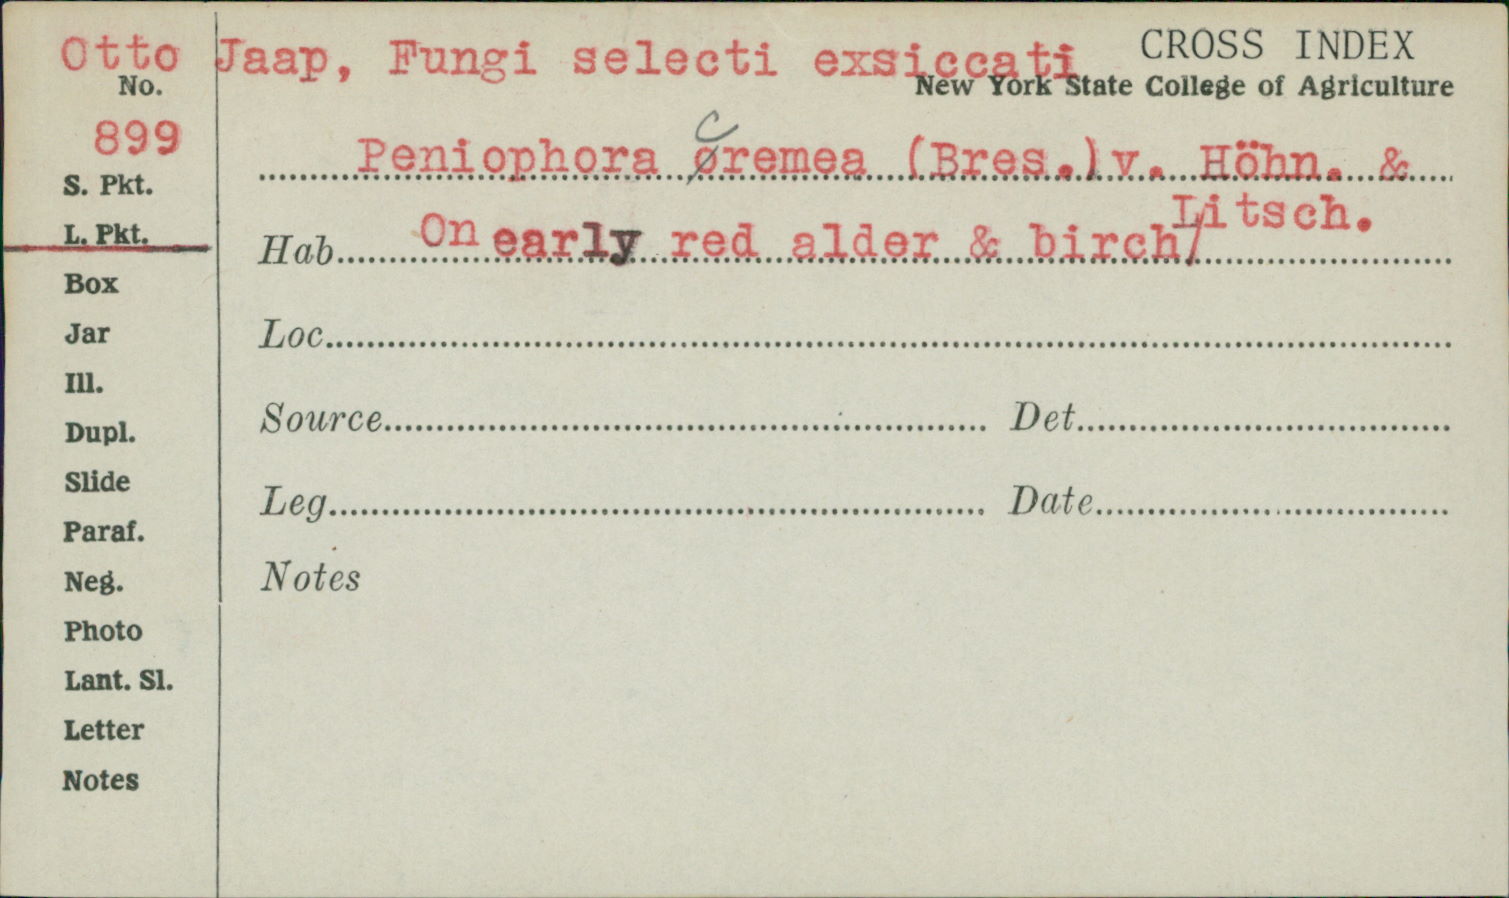 Otto Jaap, Fungi selecti exsiccati
CROSS INDEX
No.
New York State College of Agriculture
899
Peniophora cremea (Bres.) v. Höhn. &
Litsch.
S. Pkt.
L. Pkt.
Hab. On early red alder & birch/
Box
Jar
Loc.
Ill.
Dupl.
Source
Det.
Slide
Leg.
Date
Paraf.
Neg.
Notes
Photo
Lant. Sl.
Letter
Notes